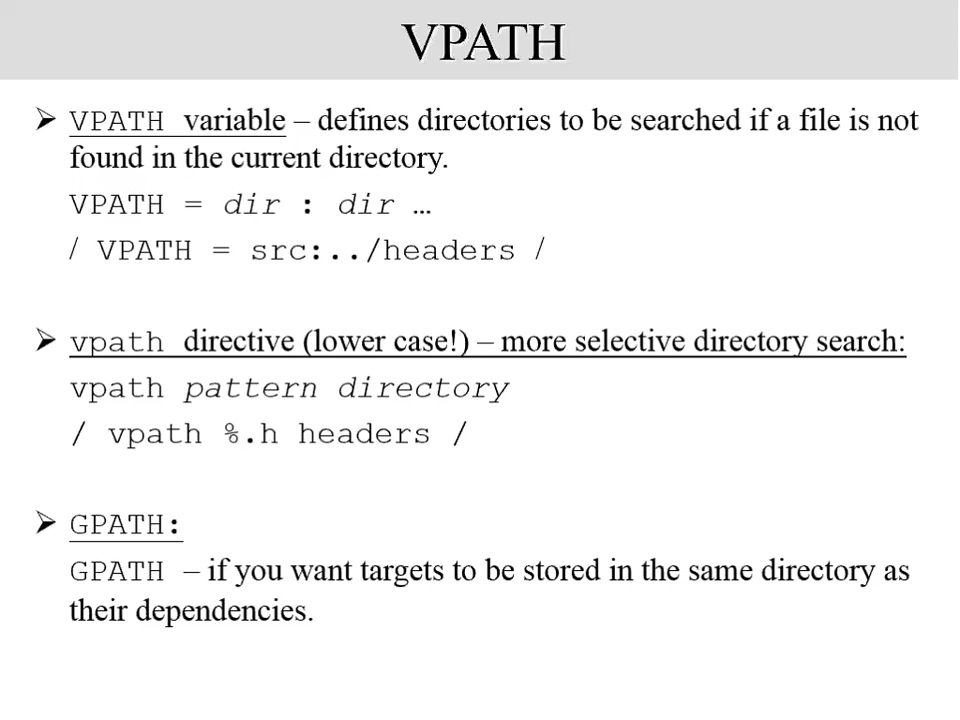 VPATH
➢ VPATH variable – defines directories to be searched if a file is not
found in the current directory.
VPATH = dir : dir …
/ VPATH = src:../headers /
➢ vpath directive (lower case!) – more selective directory search:
vpath pattern directory
/ vpath %.h headers /
➢ GPATH:
GPATH – if you want targets to be stored in the same directory as
their dependencies.